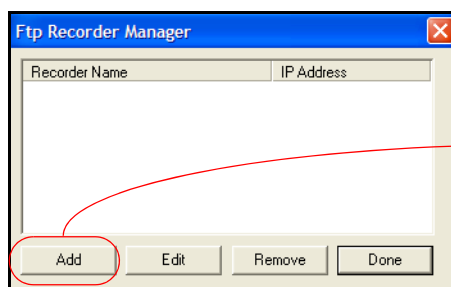 Ftp Recorder Manager
Recorder Name IP Address
Add Edit Remove Done